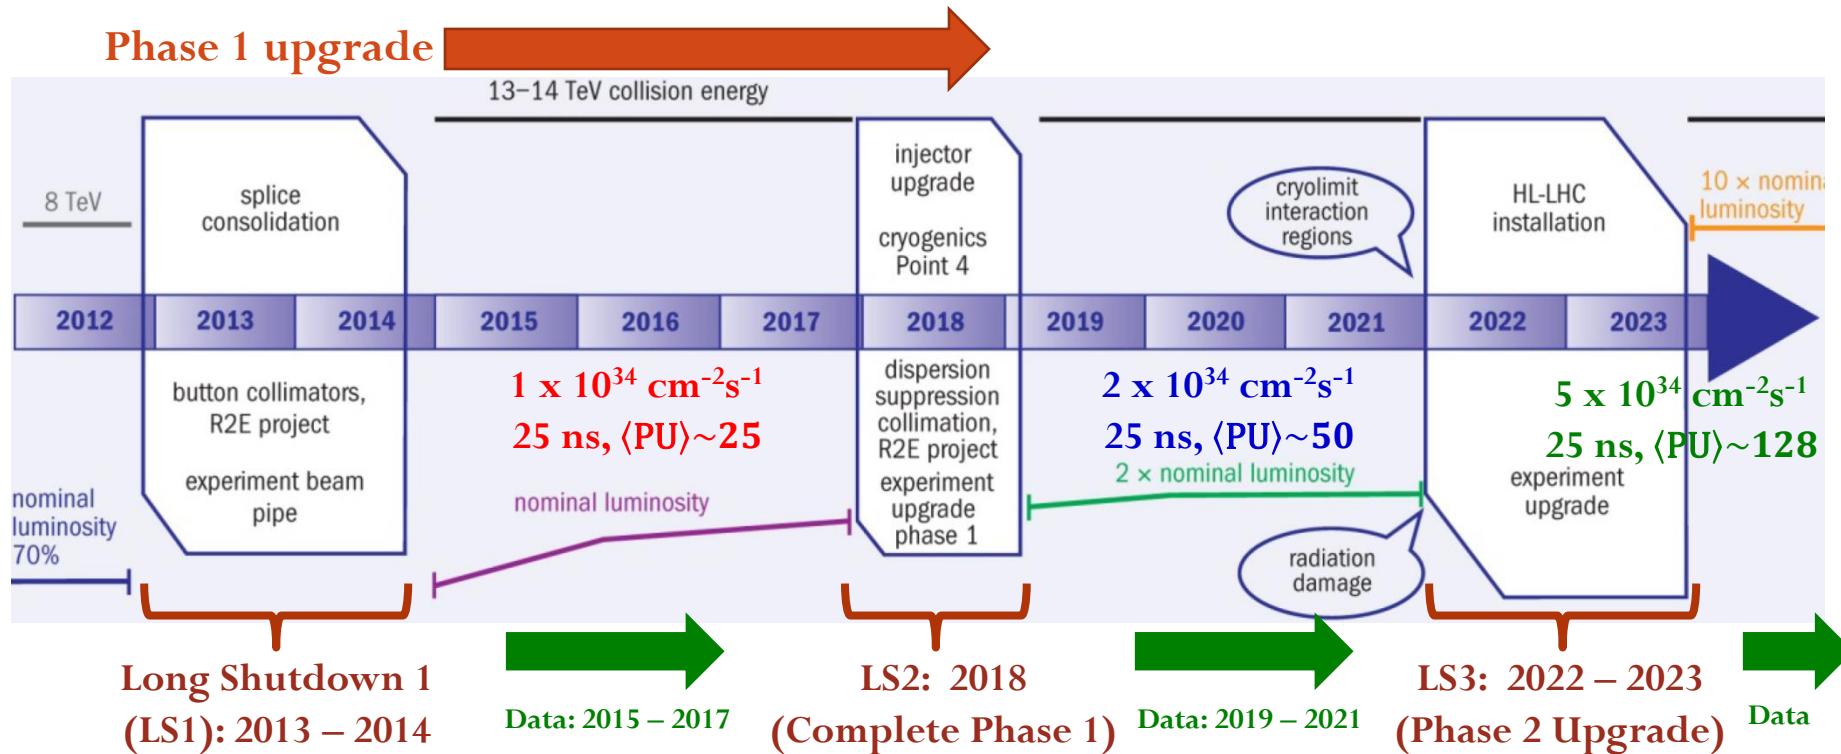 Phase 1 upgrade
13–14 TeV collision energy
8 TeV
splice
consolidation
injector
upgrade
cryogenics
Point 4
cryolimit
interaction
regions
HL-LHC
installation
10 × nomina
luminosity
2012 2013 2014 2015 2016 2017 2018 2019 2020 2021 2022 2023
button collimators,
R2E project
experiment beam
pipe
1 x 10³⁴ cm⁻²s⁻¹
25 ns, ⟨PU⟩~25
dispersion
suppression
collimation,
R2E project
experiment
upgrade
phase 1
2 x 10³⁴ cm⁻²s⁻¹
25 ns, ⟨PU⟩~50
5 x 10³⁴ cm⁻²s⁻¹
25 ns, ⟨PU⟩~128
experiment
upgrade
nominal
luminosity
70%
nominal luminosity
2 × nominal luminosity
radiation
damage
Long Shutdown 1
(LS1): 2013 – 2014
Data: 2015 – 2017
LS2: 2018
(Complete Phase 1)
Data: 2019 – 2021
LS3: 2022 – 2023
(Phase 2 Upgrade)
Data